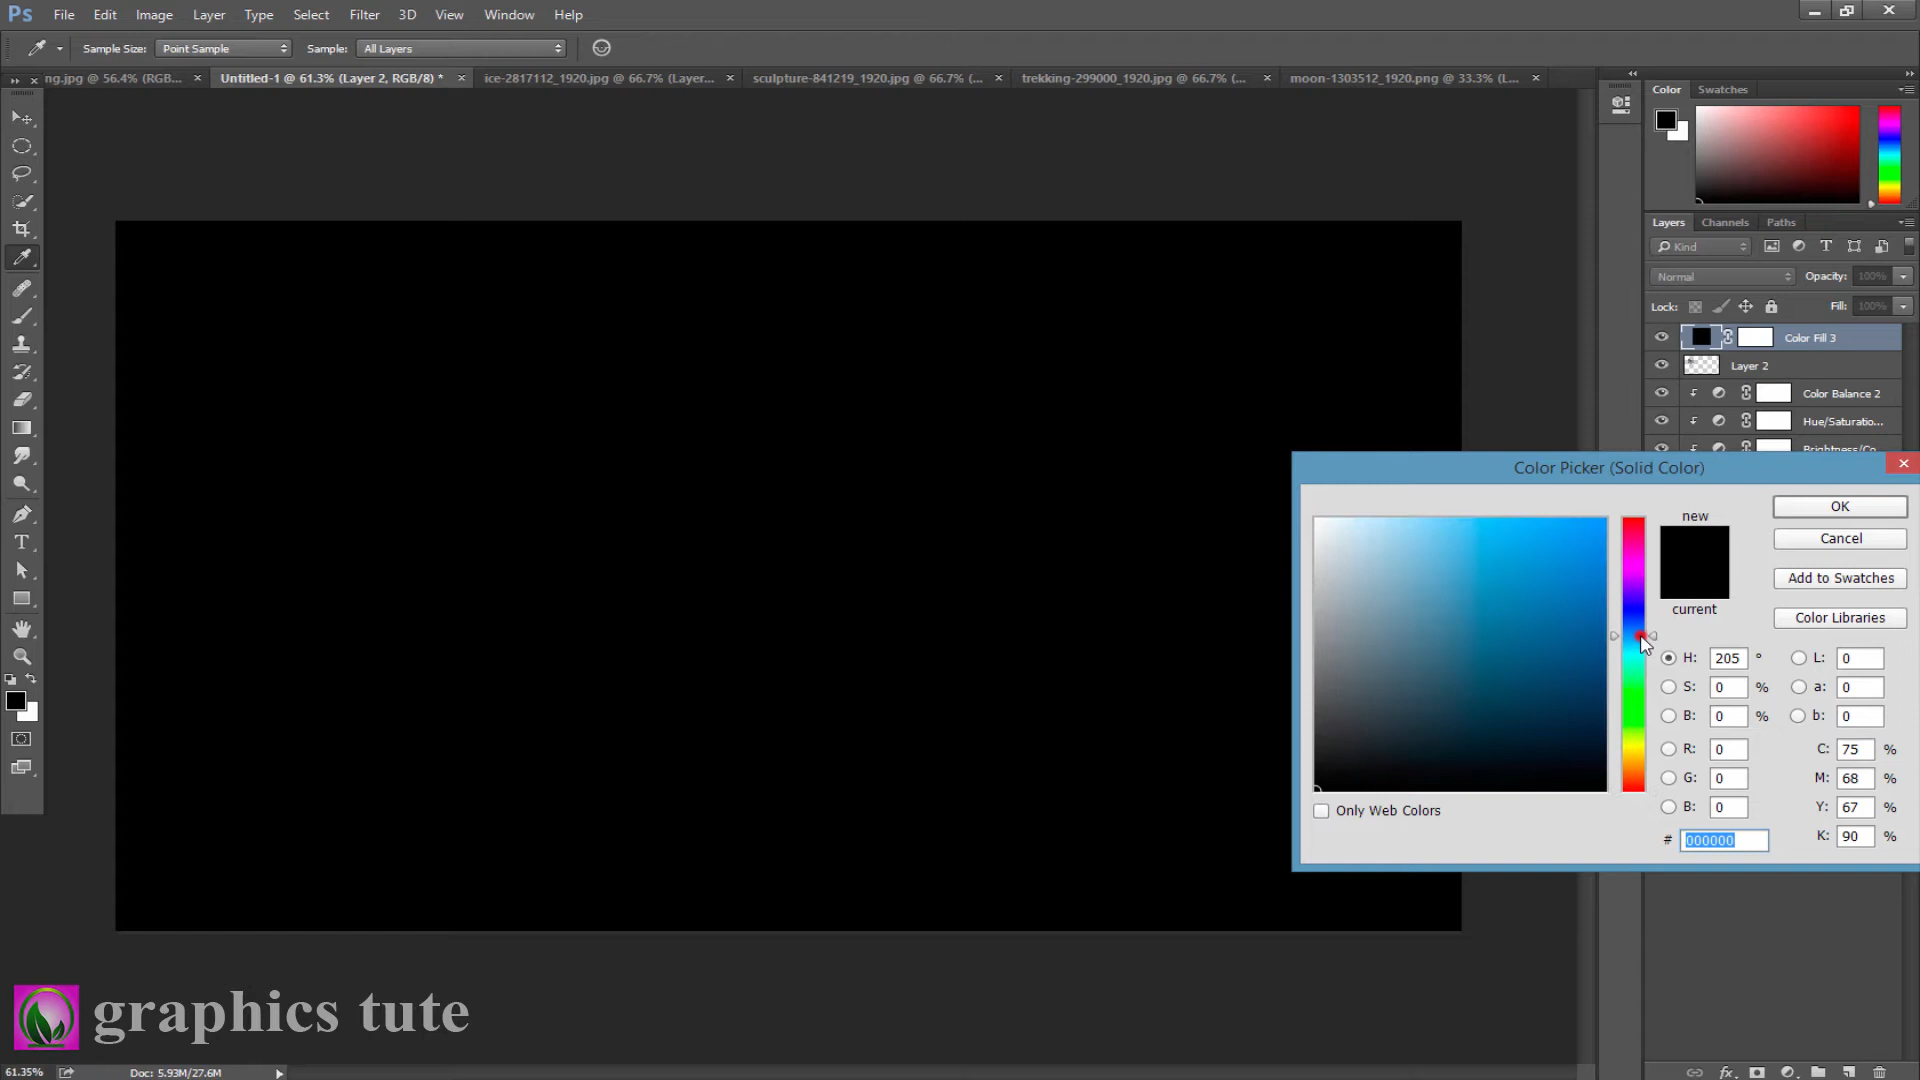 Ps File Edit Image Layer Type Select Filter 3D View Window Help
Sample Size: Point Sample Sample: All Layers
ng.jpg @ 56.4% (RGB... × Untitled-1 @ 61.3% (Layer 2, RGB/8) * × ice-2817112_1920.jpg @ 66.7% (Layer... × sculpture-841219_1920.jpg @ 66.7% (... × trekking-299000_1920.jpg @ 66.7% (... × moon-1303512_1920.png @ 33.3% (L... ×
Color Swatches
Layers Channels Paths
Kind
Normal Opacity: 100%
Lock: Fill: 100%
Color Fill 3
Layer 2
Color Balance 2
Hue/Saturatio...
Brightness/Co...
Color Picker (Solid Color)
new
current
OK
Cancel
Add to Swatches
Color Libraries
H: 205 ° L: 0
S: 0 % a: 0
B: 0 % b: 0
R: 0 C: 75 %
G: 0 M: 68 %
B: 0 Y: 67 %
# 000000 K: 90 %
Only Web Colors
graphics tute
61.35% Doc: 5.93M/27.6M